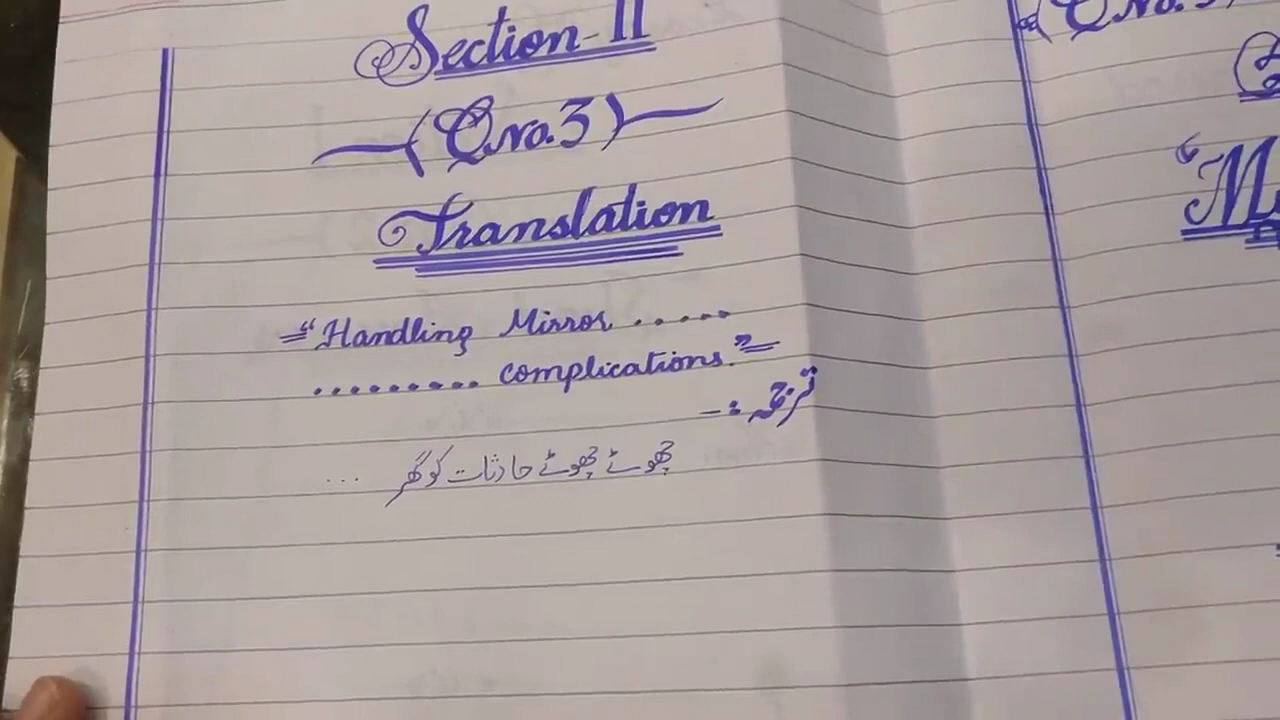 Section-II
(Q.no.3)
Translation
"Handling Mirror .....
......... complications."
ترجمہ :-
چھوٹے چھوٹے حادثات کو گھر ...